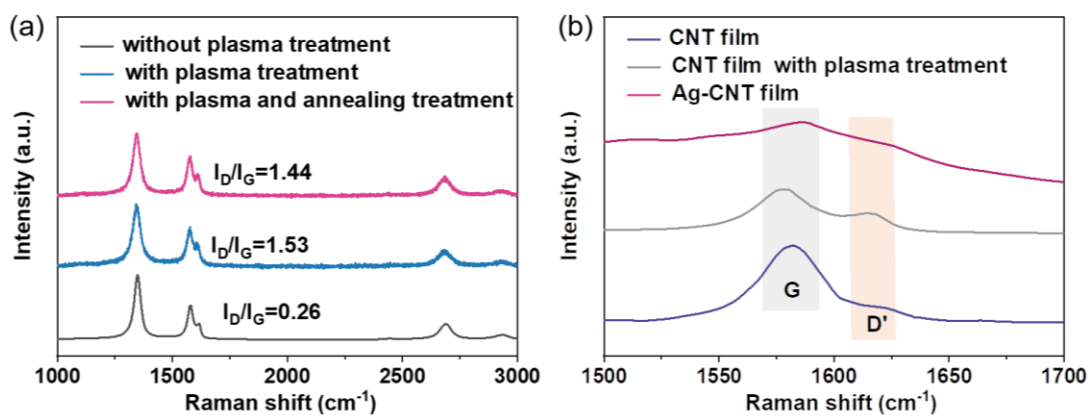 (a)
without plasma treatment
with plasma treatment
with plasma and annealing treatment
I_D/I_G=1.44
I_D/I_G=1.53
I_D/I_G=0.26
Intensity (a.u.)
1000 1500 2000 2500 3000
Raman shift (cm⁻¹)
(b)
CNT film
CNT film with plasma treatment
Ag-CNT film
G
D'
Intensity (a.u.)
1500 1550 1600 1650 1700
Raman shift (cm⁻¹)